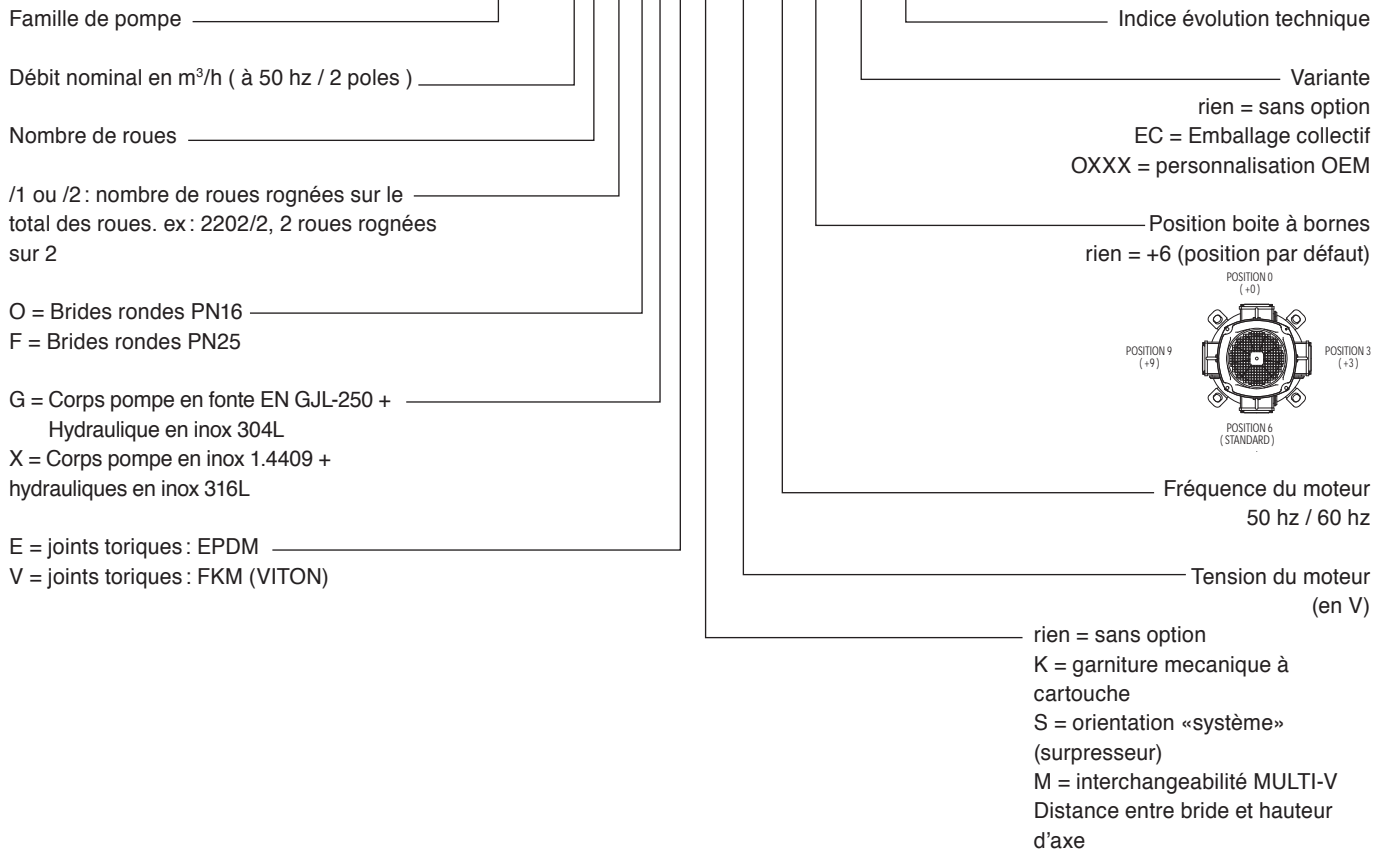 Famille de pompe
Débit nominal en m³/h ( à 50 hz / 2 poles )
Nombre de roues
/1 ou /2 : nombre de roues rognées sur le
total des roues. ex : 2202/2, 2 roues rognées
sur 2
O = Brides rondes PN16
F = Brides rondes PN25
G = Corps pompe en fonte EN GJL-250 +
Hydraulique en inox 304L
X = Corps pompe en inox 1.4409 +
hydrauliques en inox 316L
E = joints toriques : EPDM
V = joints toriques : FKM (VITON)
Indice évolution technique
Variante
rien = sans option
EC = Emballage collectif
OXXX = personnalisation OEM
Position boite à bornes
rien = +6 (position par défaut)
POSITION 0
( +0)
POSITION 9
( +9)
POSITION 3
( +3)
POSITION 6
( STANDARD )
Fréquence du moteur
50 hz / 60 hz
Tension du moteur
(en V)
rien = sans option
K = garniture mecanique à
cartouche
S = orientation «système»
(surpresseur)
M = interchangeabilité MULTI-V
Distance entre bride et hauteur
d'axe